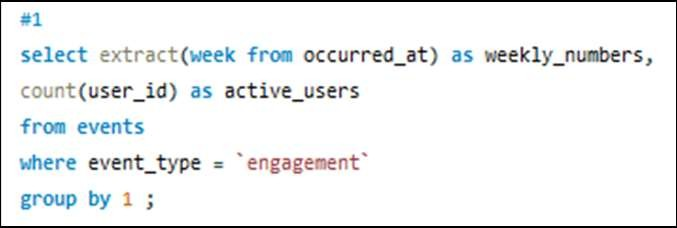 #1
select extract(week from occurred_at) as weekly_numbers,
count(user_id) as active_users
from events
where event_type = `engagement`
group by 1 ;